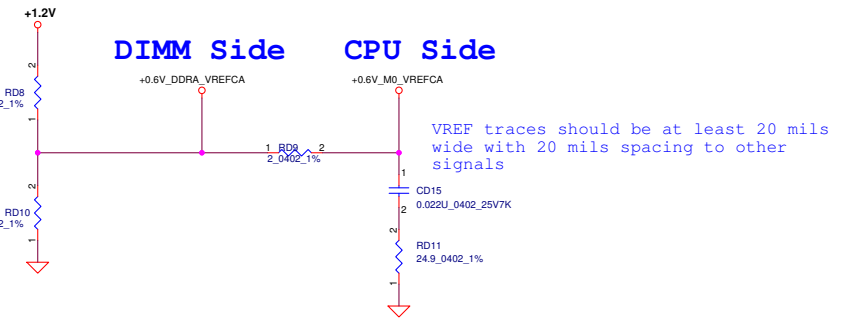 +1.2V
DIMM Side
CPU Side
+0.6V_DDRA_VREFCA
+0.6V_M0_VREFCA
2
RD8
2_1%
1
1 RD9 2
2_0402_1%
VREF traces should be at least 20 mils
wide with 20 mils spacing to other
signals
1
CD15
0.022U_0402_25V7K
2
2
RD10
2_1%
1
2
RD11
24.9_0402_1%
1